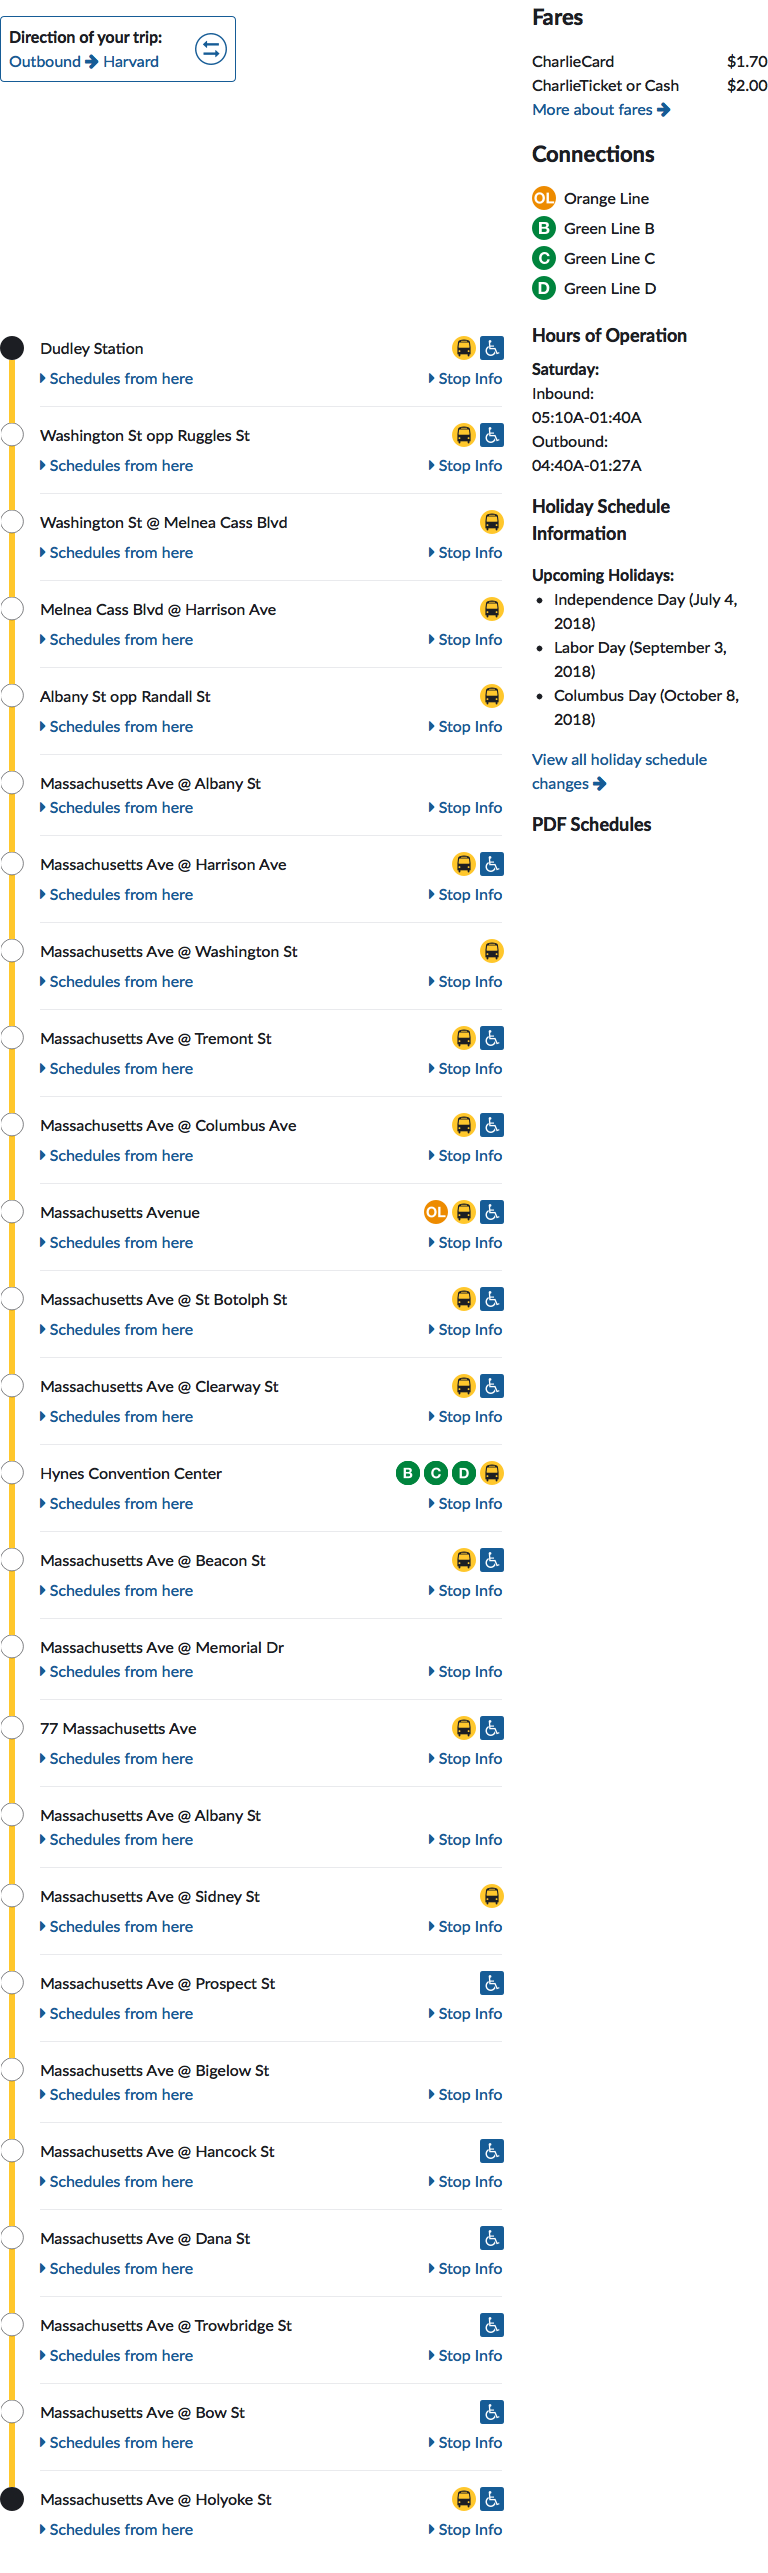 Direction of your trip:
Outbound Harvard
Fares
CharlieCard $1.70
CharlieTicket or Cash $2.00
More about fares
Connections
OL Orange Line
B Green Line B
C Green Line C
D Green Line D
Hours of Operation
Saturday:
Inbound:
05:10A-01:40A
Outbound:
04:40A-01:27A
Holiday Schedule
Information
Upcoming Holidays:
• Independence Day (July 4,
2018)
• Labor Day (September 3,
2018)
• Columbus Day (October 8,
2018)
View all holiday schedule
changes
PDF Schedules
Dudley Station
Schedules from here Stop Info
Washington St opp Ruggles St
Schedules from here Stop Info
Washington St @ Melnea Cass Blvd
Schedules from here Stop Info
Melnea Cass Blvd @ Harrison Ave
Schedules from here Stop Info
Albany St opp Randall St
Schedules from here Stop Info
Massachusetts Ave @ Albany St
Schedules from here Stop Info
Massachusetts Ave @ Harrison Ave
Schedules from here Stop Info
Massachusetts Ave @ Washington St
Schedules from here Stop Info
Massachusetts Ave @ Tremont St
Schedules from here Stop Info
Massachusetts Ave @ Columbus Ave
Schedules from here Stop Info
Massachusetts Avenue OL
Schedules from here Stop Info
Massachusetts Ave @ St Botolph St
Schedules from here Stop Info
Massachusetts Ave @ Clearway St
Schedules from here Stop Info
Hynes Convention Center B C D
Schedules from here Stop Info
Massachusetts Ave @ Beacon St
Schedules from here Stop Info
Massachusetts Ave @ Memorial Dr
Schedules from here Stop Info
77 Massachusetts Ave
Schedules from here Stop Info
Massachusetts Ave @ Albany St
Schedules from here Stop Info
Massachusetts Ave @ Sidney St
Schedules from here Stop Info
Massachusetts Ave @ Prospect St
Schedules from here Stop Info
Massachusetts Ave @ Bigelow St
Schedules from here Stop Info
Massachusetts Ave @ Hancock St
Schedules from here Stop Info
Massachusetts Ave @ Dana St
Schedules from here Stop Info
Massachusetts Ave @ Trowbridge St
Schedules from here Stop Info
Massachusetts Ave @ Bow St
Schedules from here Stop Info
Massachusetts Ave @ Holyoke St
Schedules from here Stop Info